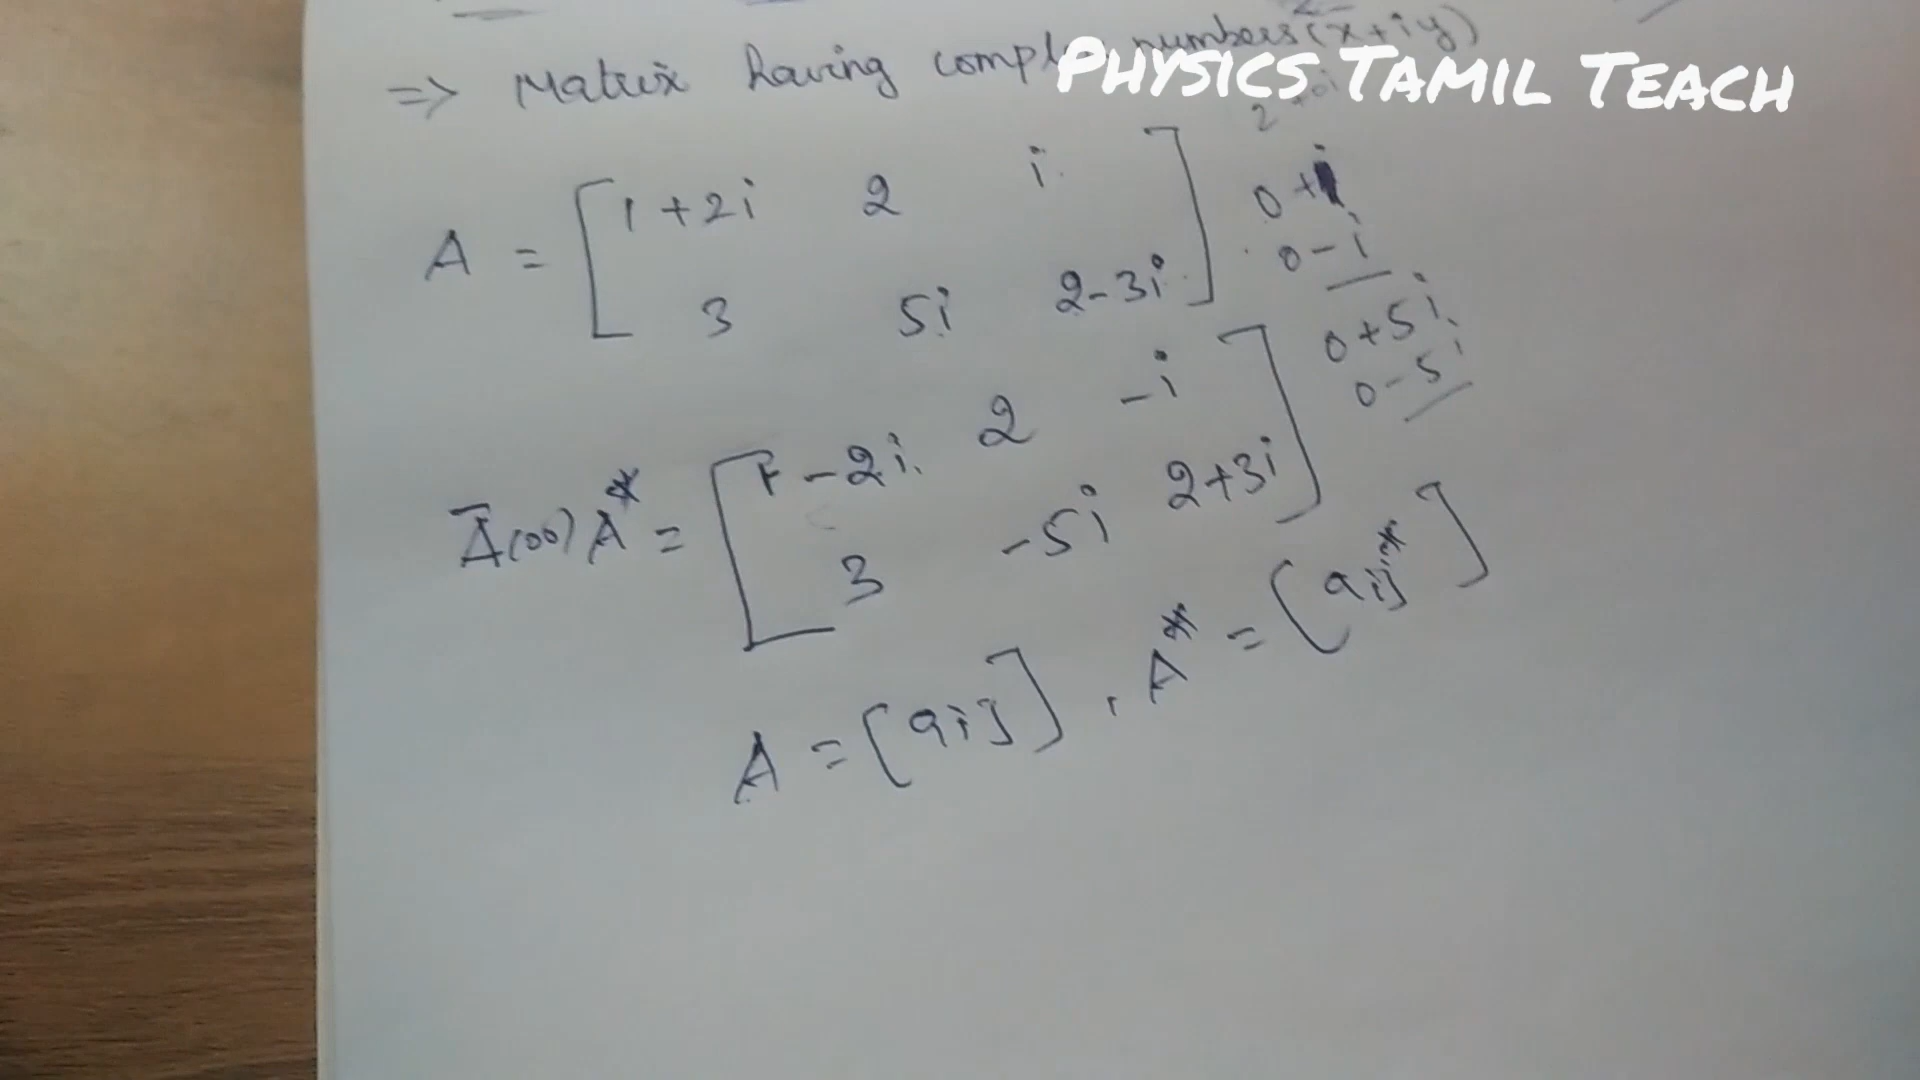 => Matrix having numbers (x+iy)
PHYSICS TAMIL TEACH
A = [ 1+2i 2 i
3 5i 2-3i ]
0+i
0-i
0+5i
0-5i
Ā (or) A* = [ 1-2i 2 -i
3 -5i 2+3i ]
A = [aij], A* = [aij*]